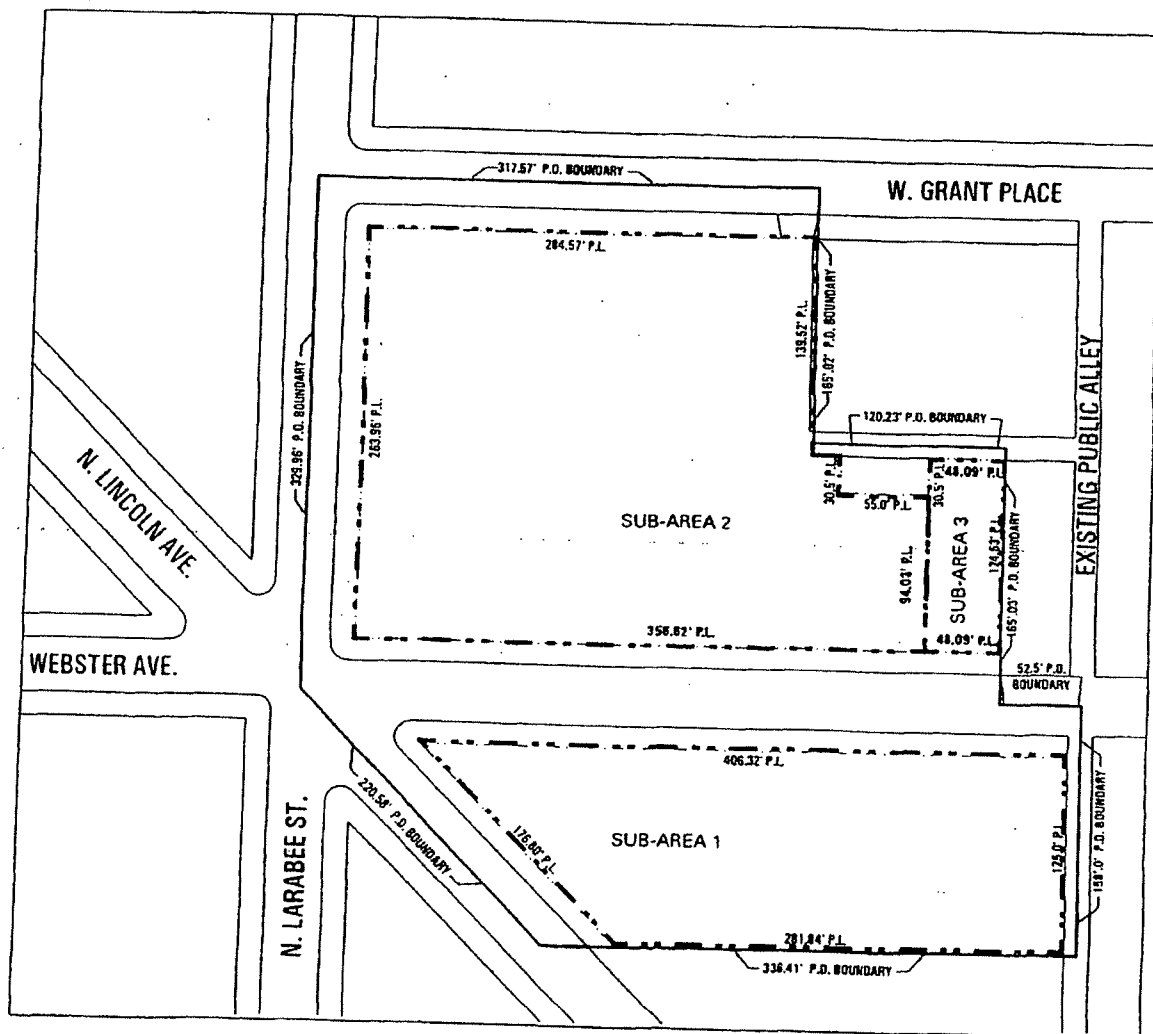 317.57' P.D. BOUNDARY
W. GRANT PLACE
284.57' P.L.
139.52' P.L.
165'.02' P.D. BOUNDARY
EXISTING PUBLIC ALLEY
120.23' P.D. BOUNDARY
329.96' P.D. BOUNDARY
263.96' P.L.
N. LINCOLN AVE.
30.5' P.L.
55.0' P.L.
30.5' P.L.
48.09' P.L.
SUB-AREA 2
SUB-AREA 3
94.03' P.L.
124.53' P.L.
165'.03' P.D. BOUNDARY
356.62' P.L.
48.09' P.L.
WEBSTER AVE.
52.5' P.D.
BOUNDARY
406.32' P.L.
220.58' P.D. BOUNDARY
176.80' P.L.
SUB-AREA 1
125.0' P.L.
158'.0' P.D. BOUNDARY
N. LARABEE ST.
281.84' P.L.
336.41' P.D. BOUNDARY